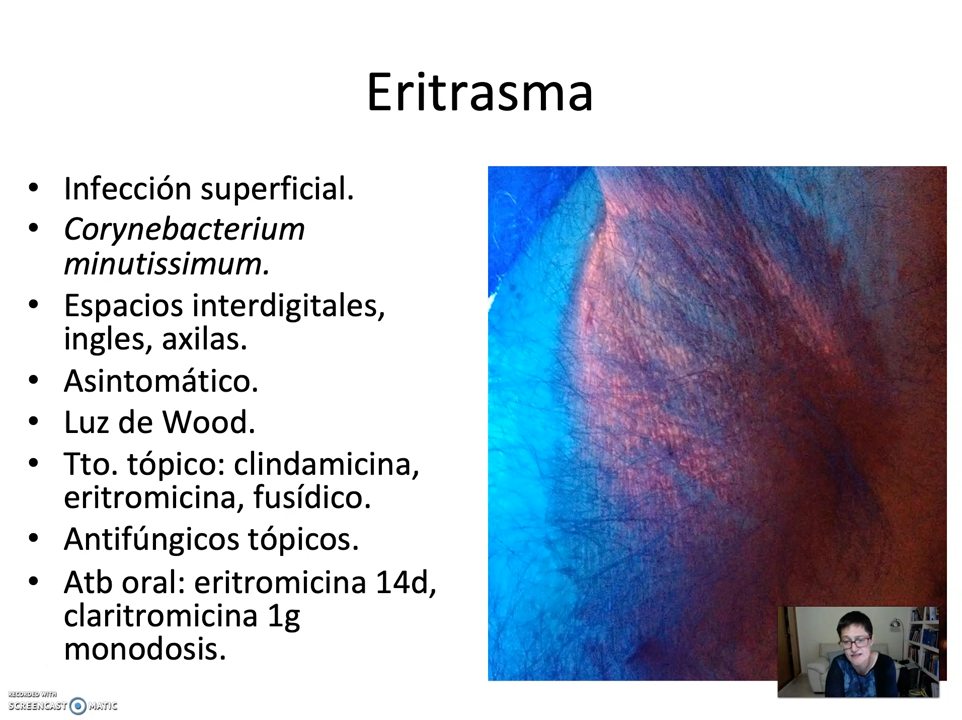 Eritrasma
• Infección superficial.
• Corynebacterium
minutissimum.
• Espacios interdigitales,
ingles, axilas.
• Asintomático.
• Luz de Wood.
• Tto. tópico: clindamicina,
eritromicina, fusídico.
• Antifúngicos tópicos.
• Atb oral: eritromicina 14d,
claritromicina 1g
monodosis.
RECORDED WITH
SCREENCAST MATIC